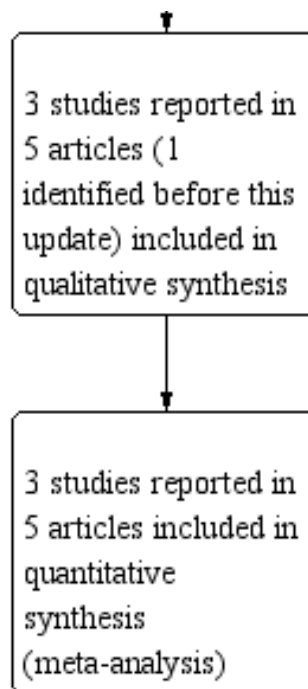 3 studies reported in
5 articles (1
identified before this
update) included in
qualitative synthesis
3 studies reported in
5 articles included in
quantitative
synthesis
(meta-analysis)